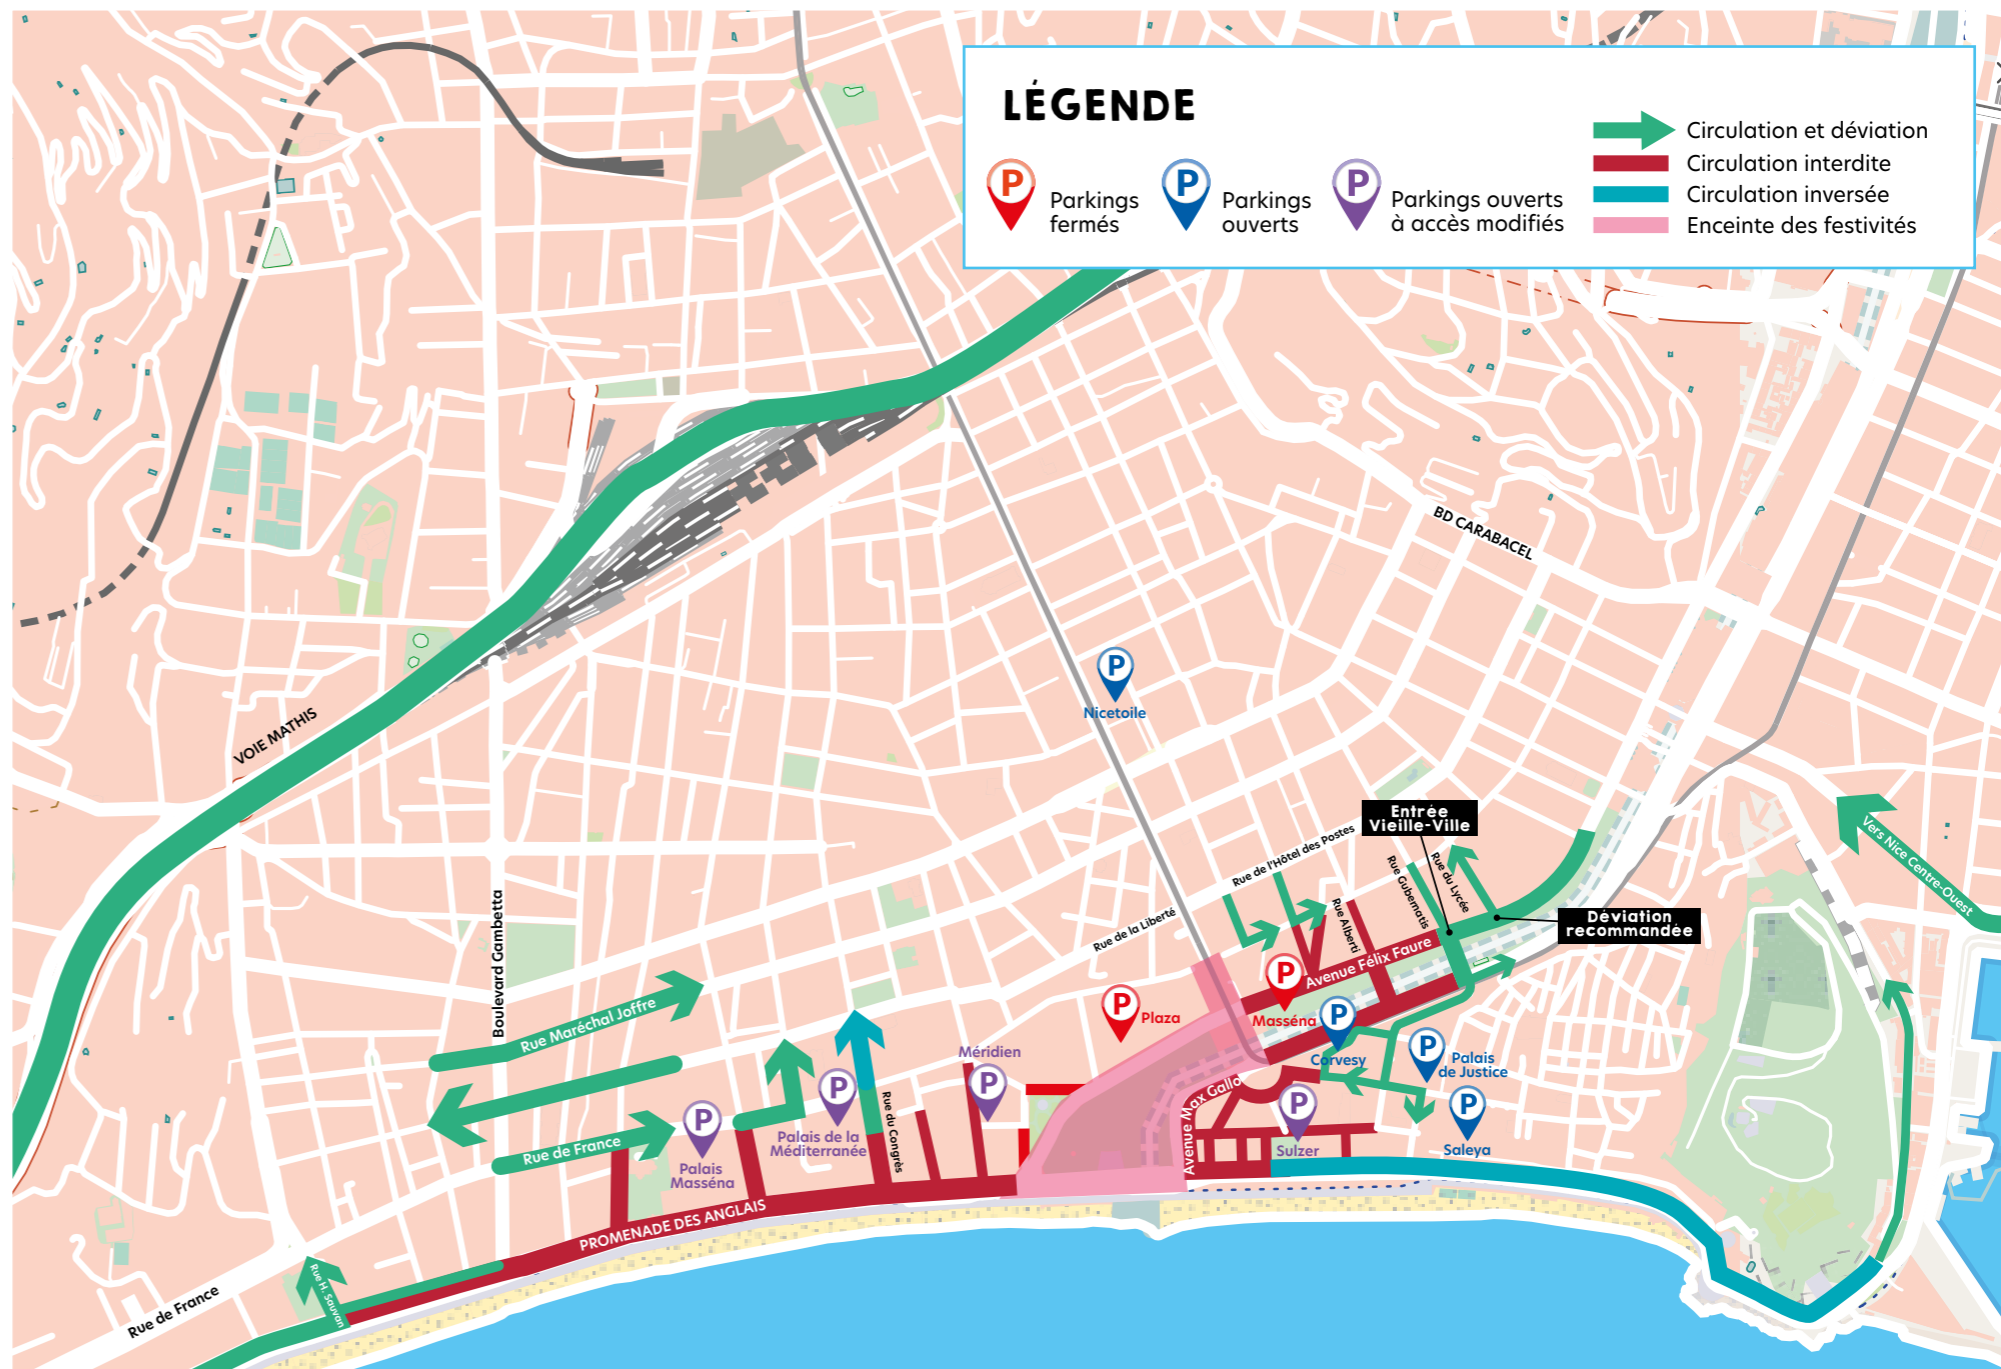 LÉGENDE
P
Parkings
fermés
P
Parkings
ouverts
P
Parkings ouverts
à accès modifiés
Circulation et déviation
Circulation interdite
Circulation inversée
Enceinte des festivités
BD CARABACEL
VOIE MATHIS
P
Nicetoile
Entrée
Vieille-Ville
Vers Nice Centre-Ouest
Rue de l'Hôtel des Postes
Rue Gubernatis
Rue du Lycée
Déviation
recommandée
Rue de la Liberté
Rue Alberti
Avenue Félix Faure
Boulevard Gambetta
Rue Maréchal Joffre
P
Plaza
P
Masséna
P
Corvesy
P
Palais
de Justice
Méridien
P
P
Palais de la
Méditerranée
Rue du Congrès
Avenue Max Gallo
P
Sulzer
P
Saleya
Rue de France
P
Palais
Masséna
PROMENADE DES ANGLAIS
Rue H. Sauvan
Rue de France